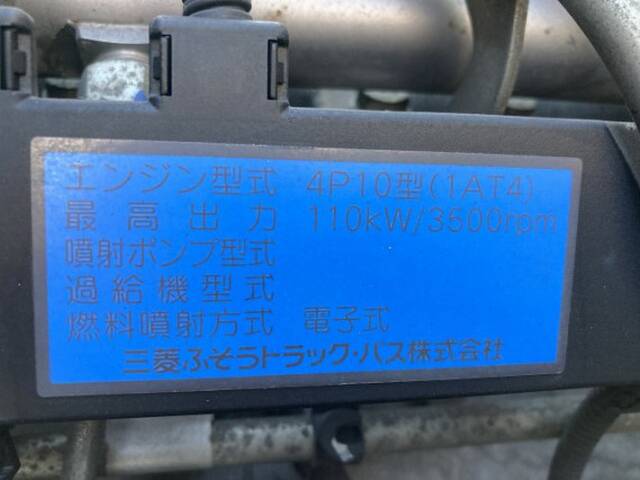 エンジン型式 4P10型(1AT4)
最高出力 110kW/3500rpm
噴射ポンプ型式
過給機型式
燃料噴射方式 電子式
三菱ふそうトラック・バス株式会社